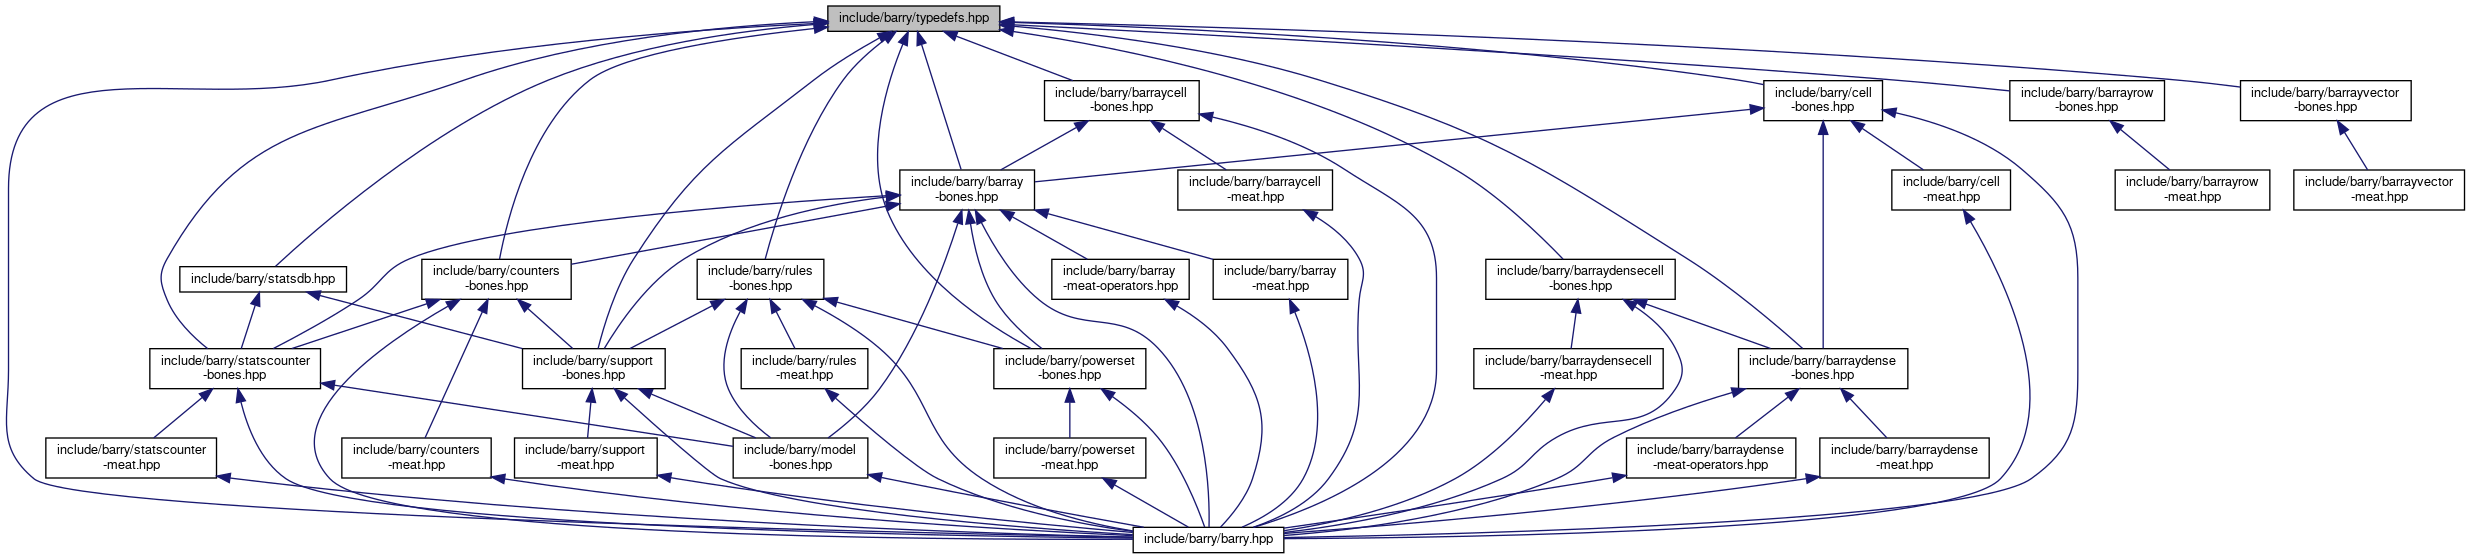 include/barry/typedefs.hpp
include/barry/barraycell
-bones.hpp
include/barry/cell
-bones.hpp
include/barry/barrayrow
-bones.hpp
include/barry/barrayvector
-bones.hpp
include/barry/barray
-bones.hpp
include/barry/barraycell
-meat.hpp
include/barry/cell
-meat.hpp
include/barry/barrayrow
-meat.hpp
include/barry/barrayvector
-meat.hpp
include/barry/statsdb.hpp
include/barry/counters
-bones.hpp
include/barry/rules
-bones.hpp
include/barry/barray
-meat-operators.hpp
include/barry/barray
-meat.hpp
include/barry/barraydensecell
-bones.hpp
include/barry/statscounter
-bones.hpp
include/barry/support
-bones.hpp
include/barry/rules
-meat.hpp
include/barry/powerset
-bones.hpp
include/barry/barraydensecell
-meat.hpp
include/barry/barraydense
-bones.hpp
include/barry/statscounter
-meat.hpp
include/barry/counters
-meat.hpp
include/barry/support
-meat.hpp
include/barry/model
-bones.hpp
include/barry/powerset
-meat.hpp
include/barry/barraydense
-meat-operators.hpp
include/barry/barraydense
-meat.hpp
include/barry/barry.hpp